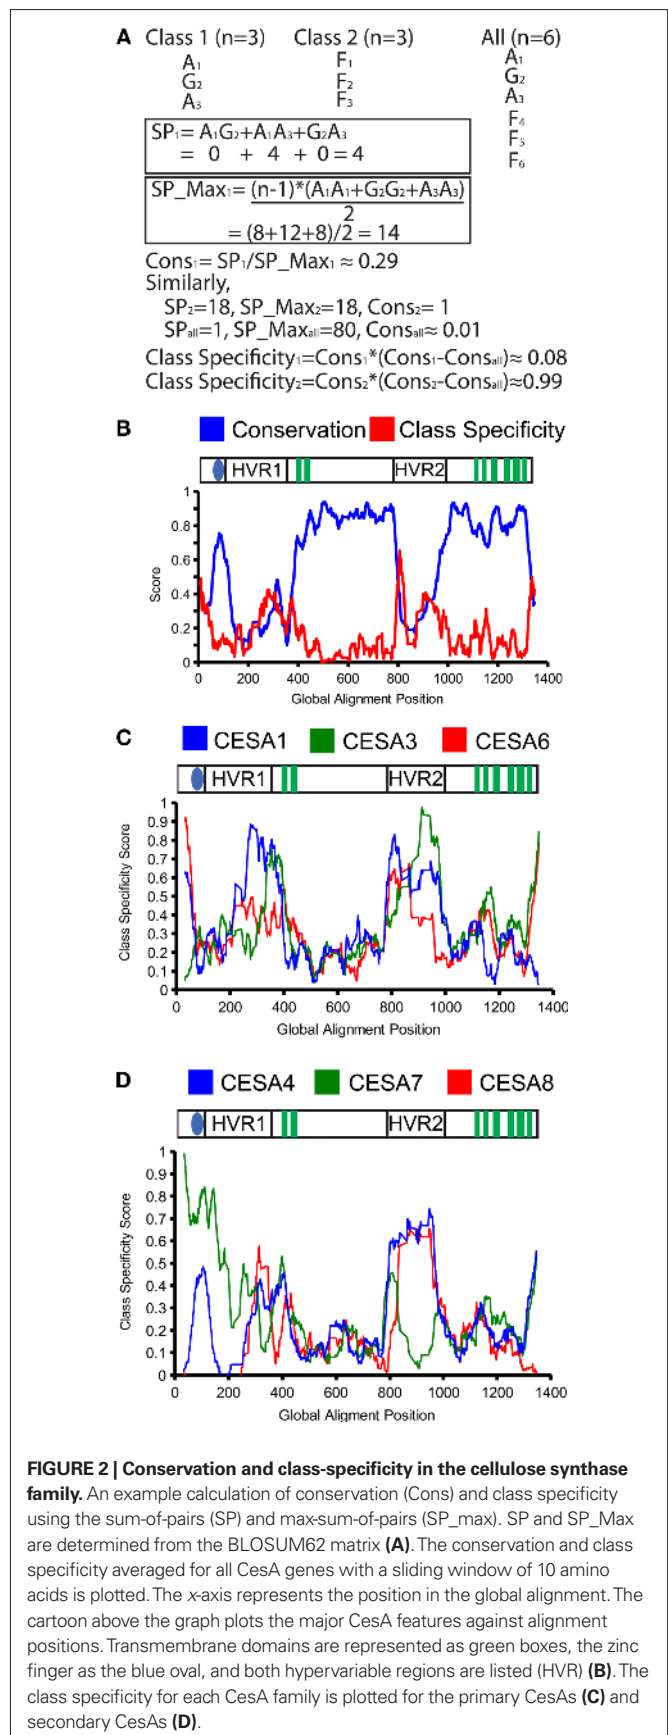 A Class 1 (n=3) Class 2 (n=3) All (n=6)
A₁ F₁ A₁
G₂ F₂ G₂
A₃ F₃ A₃
F₄
F₅
F₆
SP₁= A₁G₂+A₁A₃+G₂A₃
= 0 + 4 + 0 = 4
SP_Max₁= (n-1)*(A₁A₁+G₂G₂+A₃A₃)
2
= (8+12+8)/2 = 14
Cons₁= SP₁/SP_Max₁ ≈ 0.29
Similarly,
SP₂=18, SP_Max₂=18, Cons₂= 1
SPall=1, SP_Maxall=80, Consall≈ 0.01
Class Specificity₁=Cons₁*(Cons₁-Consall)≈ 0.08
Class Specificity₂=Cons₂*(Cons₂-Consall)≈0.99
B
Conservation Class Specificity
HVR1 HVR2
1
0.8
0.6
0.4
0.2
0
Score
0 200 400 600 800 1000 1200 1400
Global Alignment Position
C
CESA1 CESA3 CESA6
HVR1 HVR2
1
0.9
0.8
0.7
0.6
0.5
0.4
0.3
0.2
0.1
0
Class Specificity Score
0 200 400 600 800 1000 1200 1400
Global Alignment Position
D
CESA4 CESA7 CESA8
HVR1 HVR2
1
0.9
0.8
0.7
0.6
0.5
0.4
0.3
0.2
0.1
0
Class Specificity Score
0 200 400 600 800 1000 1200 1400
Global Aligment Position
FIGURE 2 | Conservation and class-specificity in the cellulose synthase
family. An example calculation of conservation (Cons) and class specificity
using the sum-of-pairs (SP) and max-sum-of-pairs (SP_max). SP and SP_Max
are determined from the BLOSUM62 matrix (A). The conservation and class
specificity averaged for all CesA genes with a sliding window of 10 amino
acids is plotted. The x-axis represents the position in the global alignment. The
cartoon above the graph plots the major CesA features against alignment
positions. Transmembrane domains are represented as green boxes, the zinc
finger as the blue oval, and both hypervariable regions are listed (HVR) (B). The
class specificity for each CesA family is plotted for the primary CesAs (C) and
secondary CesAs (D).